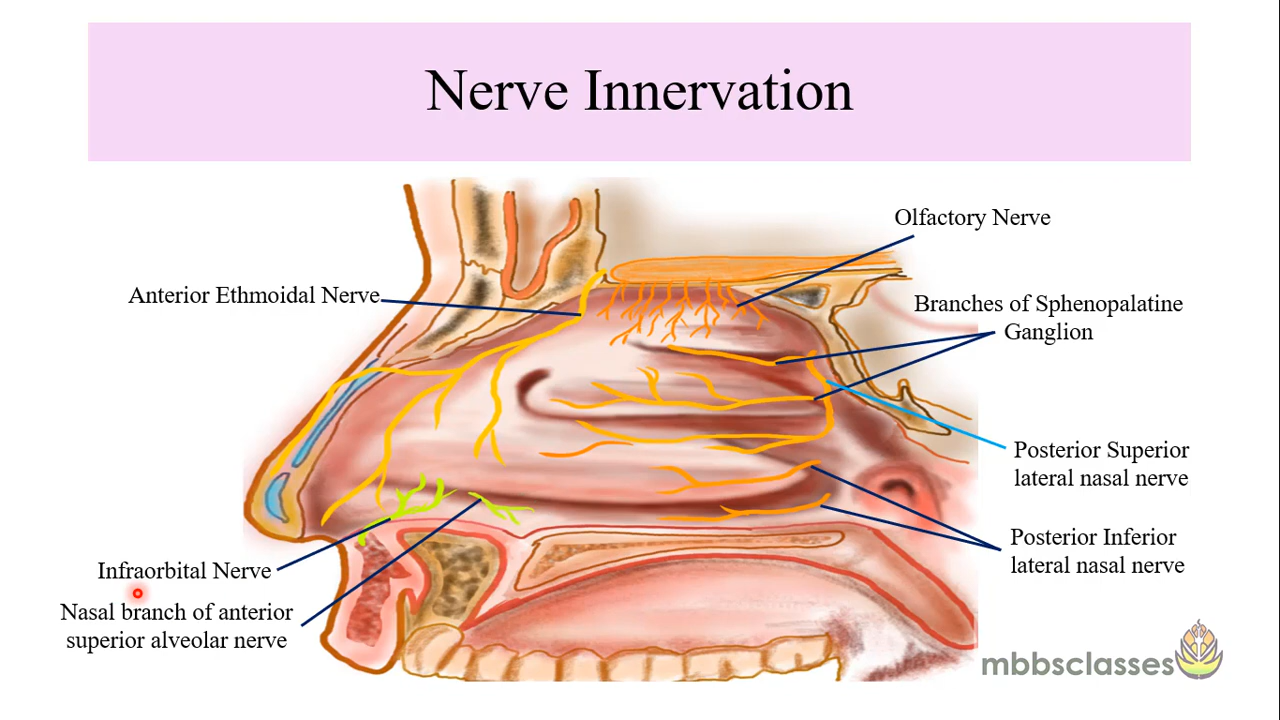 Nerve Innervation
Olfactory Nerve
Anterior Ethmoidal Nerve
Branches of Sphenopalatine
Ganglion
Posterior Superior
lateral nasal nerve
Posterior Inferior
lateral nasal nerve
Infraorbital Nerve
Nasal branch of anterior
superior alveolar nerve
mbbsclasses